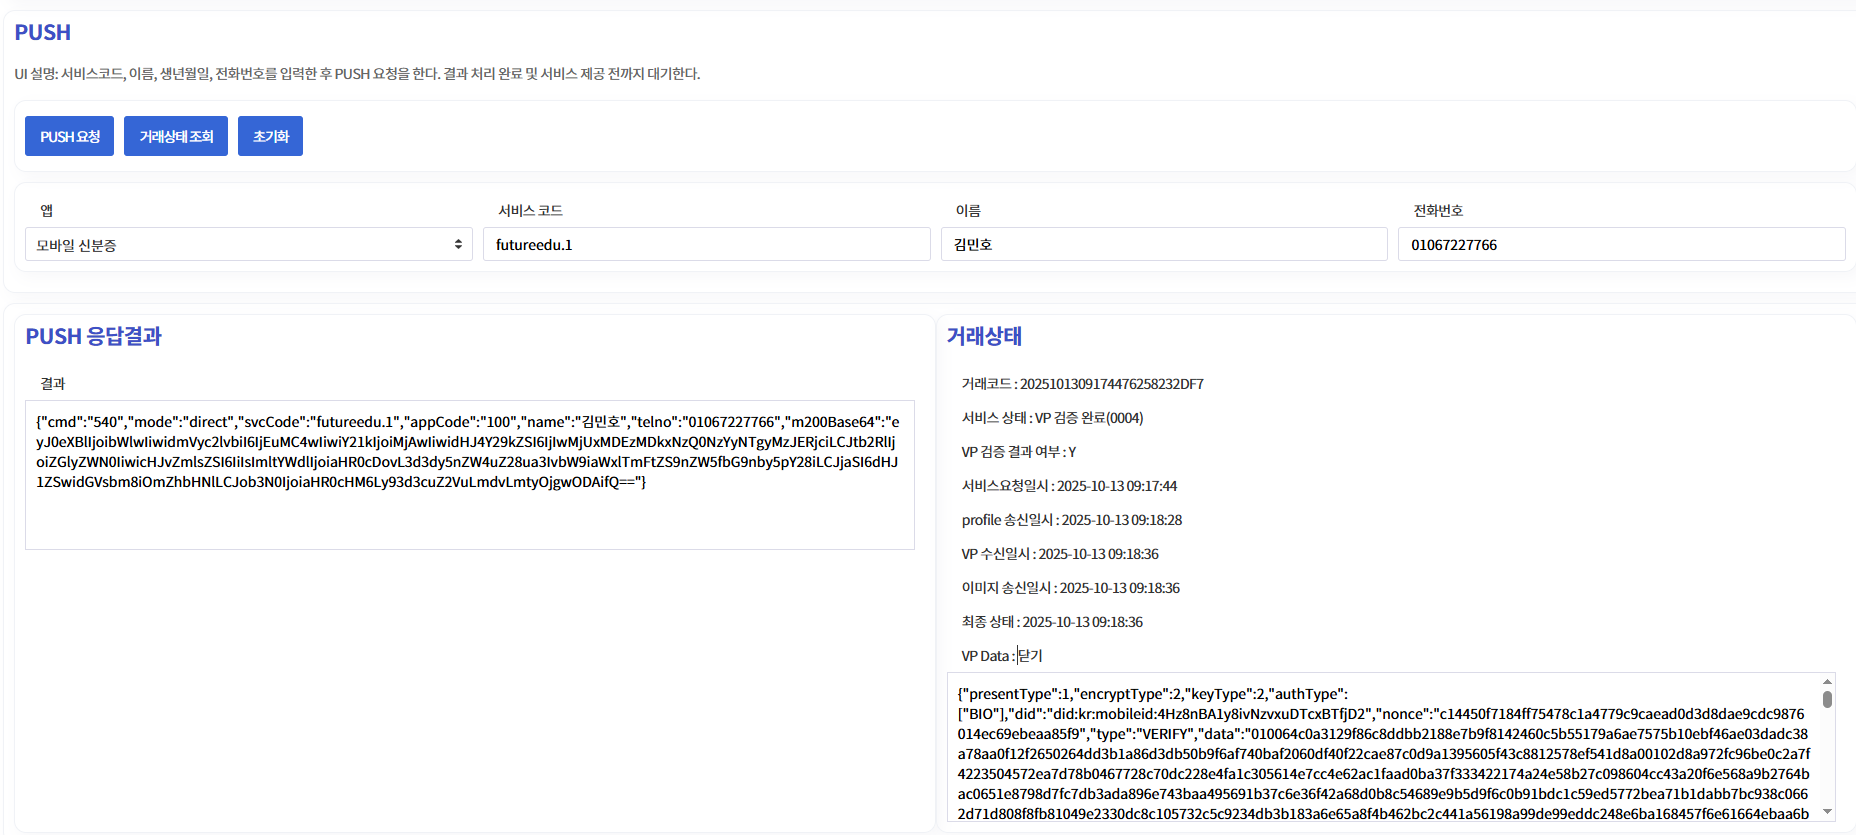 PUSH
UI 설명: 서비스코드, 이름, 생년월일, 전화번호를 입력한 후 PUSH 요청을 한다. 결과 처리 완료 및 서비스 제공 전까지 대기한다.
PUSH 요청 거래상태 조회 초기화
앱 서비스 코드 이름 전화번호
모바일 신분증 futureedu.1 김민호 01067227766
PUSH 응답결과
결과
{"cmd":"540","mode":"direct","svcCode":"futureedu.1","appCode":"100","name":"김민호","telno":"01067227766","m200Base64":"e
yJ0eXBlIjoibWlwIiwidmVyc2lvbiI6IjEuMC4wIiwiY21kIjoiMjAwIiwidHJ4Y29kZSI6IjIwMjUxMDEzMDkxNzQ0NzYyNTgyMzJERjciLCJtb2RlIj
oiZGlyZWN0IiwicHJvZmlsZSI6IiIsImltYWdlIjoiaHR0cDovL3d3dy5nZW4uZ28ua3IvbW9iaWxlTmFtZS9nZW5fbG9nby5pY28iLCJjaSI6dHJ
1ZSwidGVsbm8iOmZhbHNlLCJob3N0IjoiaHR0cHM6Ly93d3cuZ2VuLmdvLmtyOjgwODAifQ=="}
거래상태
거래코드 : 2025101309174476258232DF7
서비스 상태 : VP 검증 완료(0004)
VP 검증 결과 여부 : Y
서비스요청일시 : 2025-10-13 09:17:44
profile 송신일시 : 2025-10-13 09:18:28
VP 수신일시 : 2025-10-13 09:18:36
이미지 송신일시 : 2025-10-13 09:18:36
최종 상태 : 2025-10-13 09:18:36
VP Data : 닫기
{"presentType":1,"encryptType":2,"keyType":2,"authType":
["BIO"],"did":"did:kr:mobileid:4Hz8nBA1y8ivNzvxuDTcxBTfjD2","nonce":"c14450f7184ff75478c1a4779c9caead0d3d8dae9cdc9876
014ec69ebeaa85f9","type":"VERIFY","data":"010064c0a3129f86c8ddbb2188e7b9f8142460c5b55179a6ae7575b10ebf46ae03dadc38
a78aa0f12f2650264dd3b1a86d3db50b9f6af740baf2060df40f22cae87c0d9a1395605f43c8812578ef541d8a00102d8a972fc96be0c2a7f
4223504572ea7d78b0467728c70dc228e4fa1c305614e7cc4e62ac1faad0ba37f333422174a24e58b27c098604cc43a20f6e568a9b2764b
ac0651e8798d7fc7db3ada896e743baa495691b37c6e36f42a68d0b8c54689e9b5d9f6c0b91bdc1c59ed5772bea71b1dabb7bc938c066
2d71d808f8fb81049e2330dc8c105732c5c9234db3b183a6e65a8f4b462bc2c441a56198a99de99eddc248e6ba168457f6e61664ebaa6b